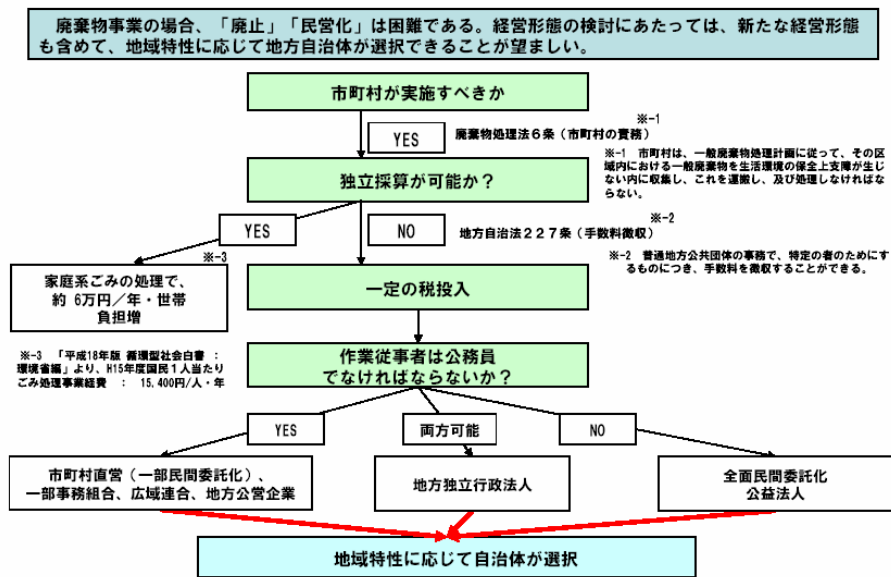 廃棄物事業の場合、「廃止」「民営化」は困難である。経営形態の検討にあたっては、新たな経営形態
も含めて、地域特性に応じて地方自治体が選択できることが望ましい。
市町村が実施すべきか
YES
廃棄物処理法6条（市町村の責務）
※-1
※-1 市町村は、一般廃棄物処理計画に従って、その区
域内における一般廃棄物を生活環境の保全上支障が生じ
ない内に収集し、これを運搬し、及び処理しなければな
らない。
独立採算が可能か？
YES
NO
地方自治法227条（手数料徴収）
※-2
※-2 普通地方公共団体の事務で、特定の者のためにす
るものにつき、手数料を徴収することができる。
※-3
家庭系ごみの処理で、
約 6万円／年・世帯
負担増
一定の税投入
※-3 「平成18年版 循環型社会白書 ：
環境省編」より、H15年度国民１人当たり
ごみ処理事業経費 ： 15,400円/人・年
作業従事者は公務員
でなければならないか？
YES
両方可能
NO
市町村直営（一部民間委託化）、
一部事務組合、広域連合、地方公営企業
地方独立行政法人
全面民間委託化
公益法人
地域特性に応じて自治体が選択